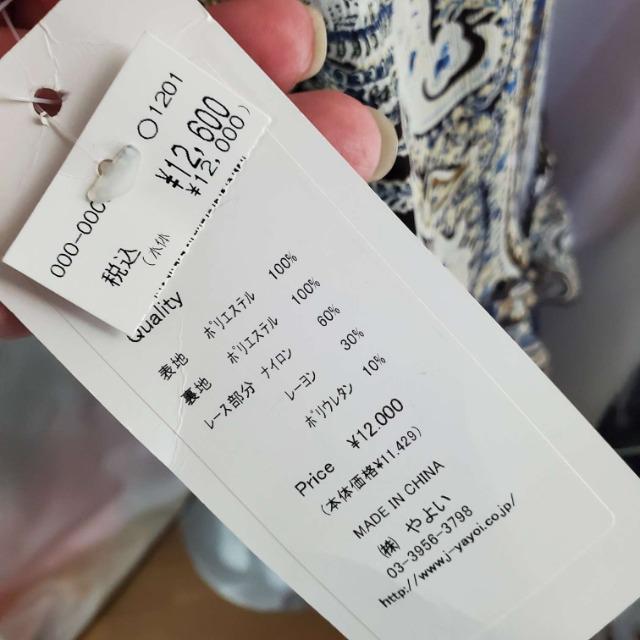 ○1201
¥12,600
¥12,000)
000-000
税込
(本体
Quality
表地 ポリエステル 100%
裏地 ポリエステル 100%
レース部分 ナイロン 60%
レーヨン 30%
ポリウレタン 10%
Price ¥12,000
(本体価格¥11,429)
MADE IN CHINA
(株) やよい
03-3956-3798
http://www.j-yayoi.co.jp/